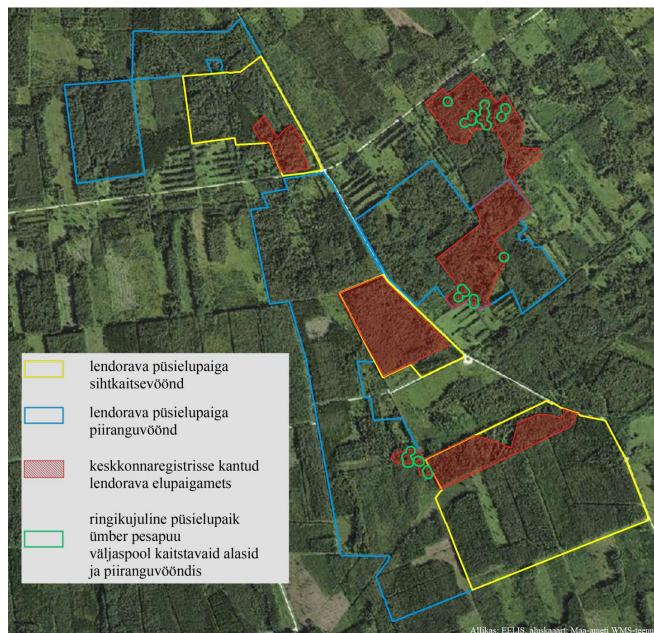 lendorava püsielupaiga
sihtkaitsevöönd
lendorava püsielupaiga
piiranguvöönd
keskkonnaregistrisse kantud
lendorava elupaigamets
ringikujuline püsielupaik
ümber pesapuu
väljaspool kaitstavaid alasid
ja piiranguvööndis
Allikas: EELIS, aluskaart: Maa-ameti WMS-teenus